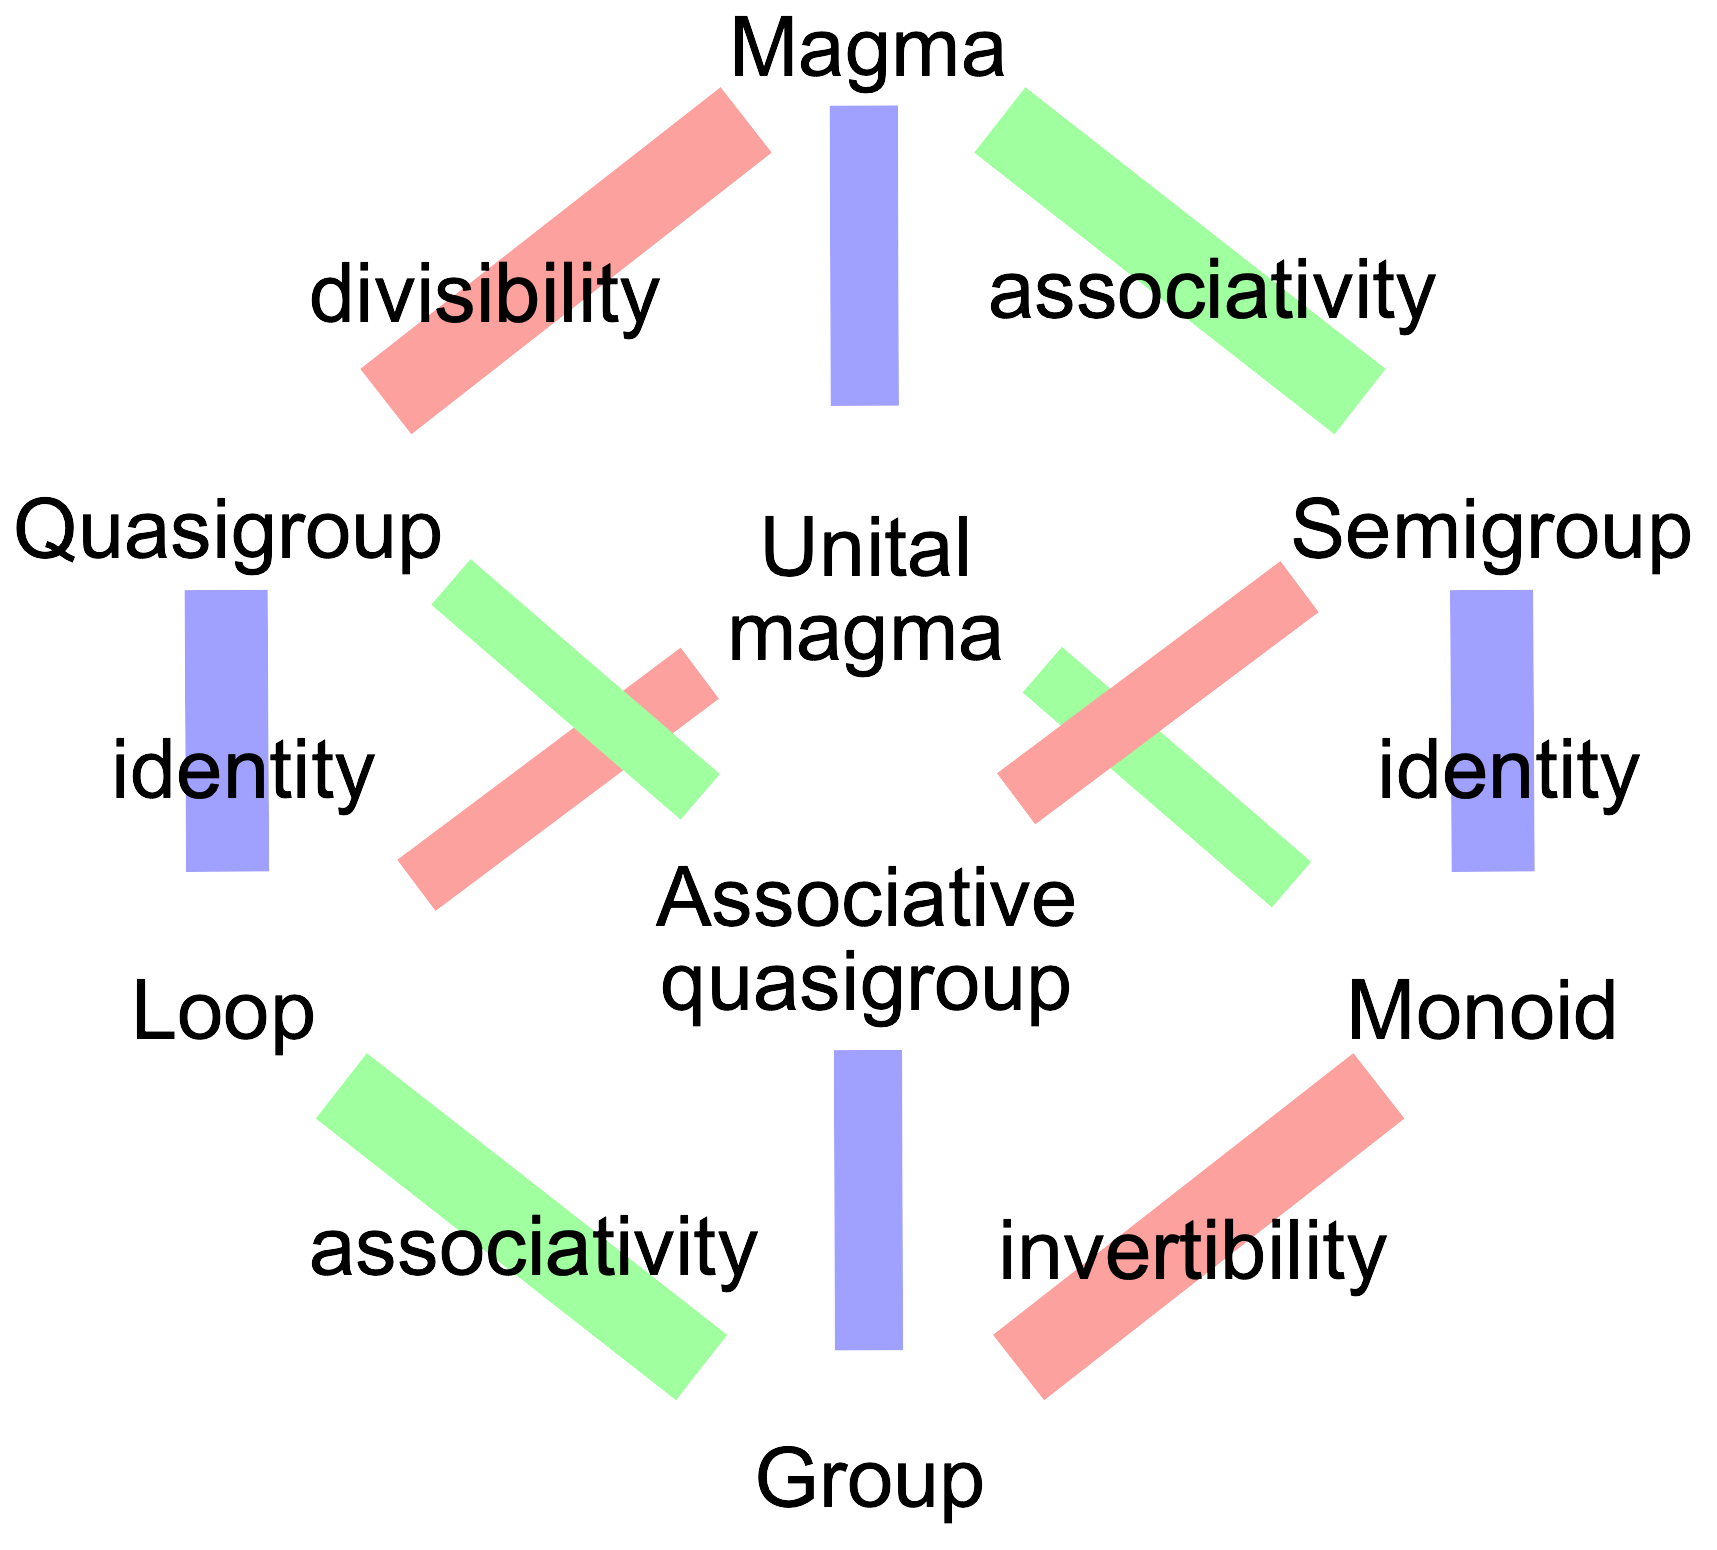 Magma
divisibility
associativity
Quasigroup
Unital
magma
Semigroup
identity
identity
Associative
quasigroup
Loop
Monoid
associativity
invertibility
Group